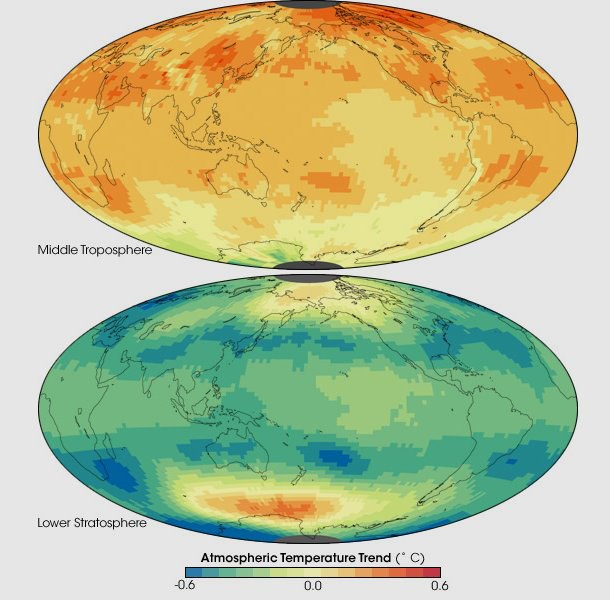 Middle Troposphere
Lower Stratosphere
Atmospheric Temperature Trend (° C)
-0.6 0.0 0.6